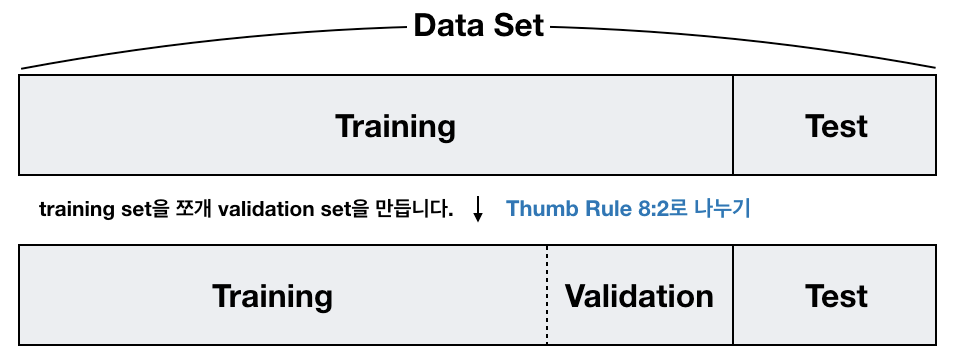 Data Set
Training Test
training set을 쪼개 validation set을 만듭니다. Thumb Rule 8:2로 나누기
Training Validation Test